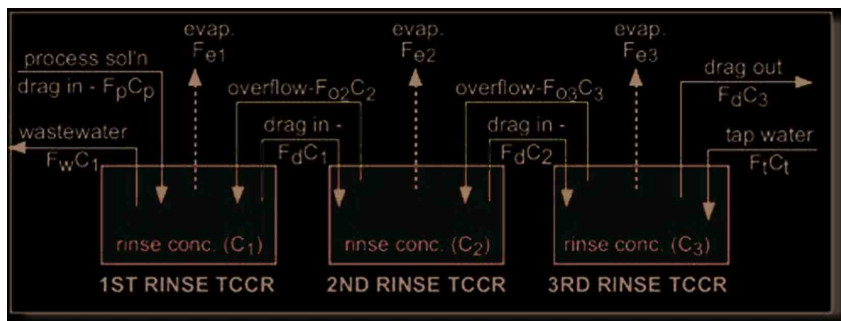 evap.
Fe1
evap.
Fe2
evap.
Fe3
process sol'n
drag in - FpCp
overflow-Fo2C2
overflow-Fo3C3
drag out
FdC3
wastewater
FwC1
drag in -
FdC1
drag in -
FdC2
tap water
FtCt
rinse conc. (C1)
rinse conc. (C2)
rinse conc. (C3)
1ST RINSE TCCR
2ND RINSE TCCR
3RD RINSE TCCR